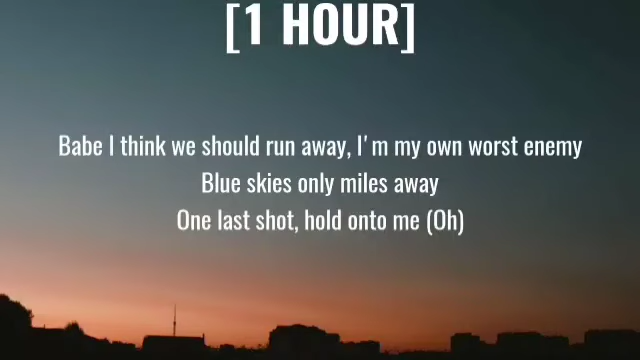 [1 HOUR]
Babe I think we should run away, I'm my own worst enemy
Blue skies only miles away
One last shot, hold onto me (Oh)